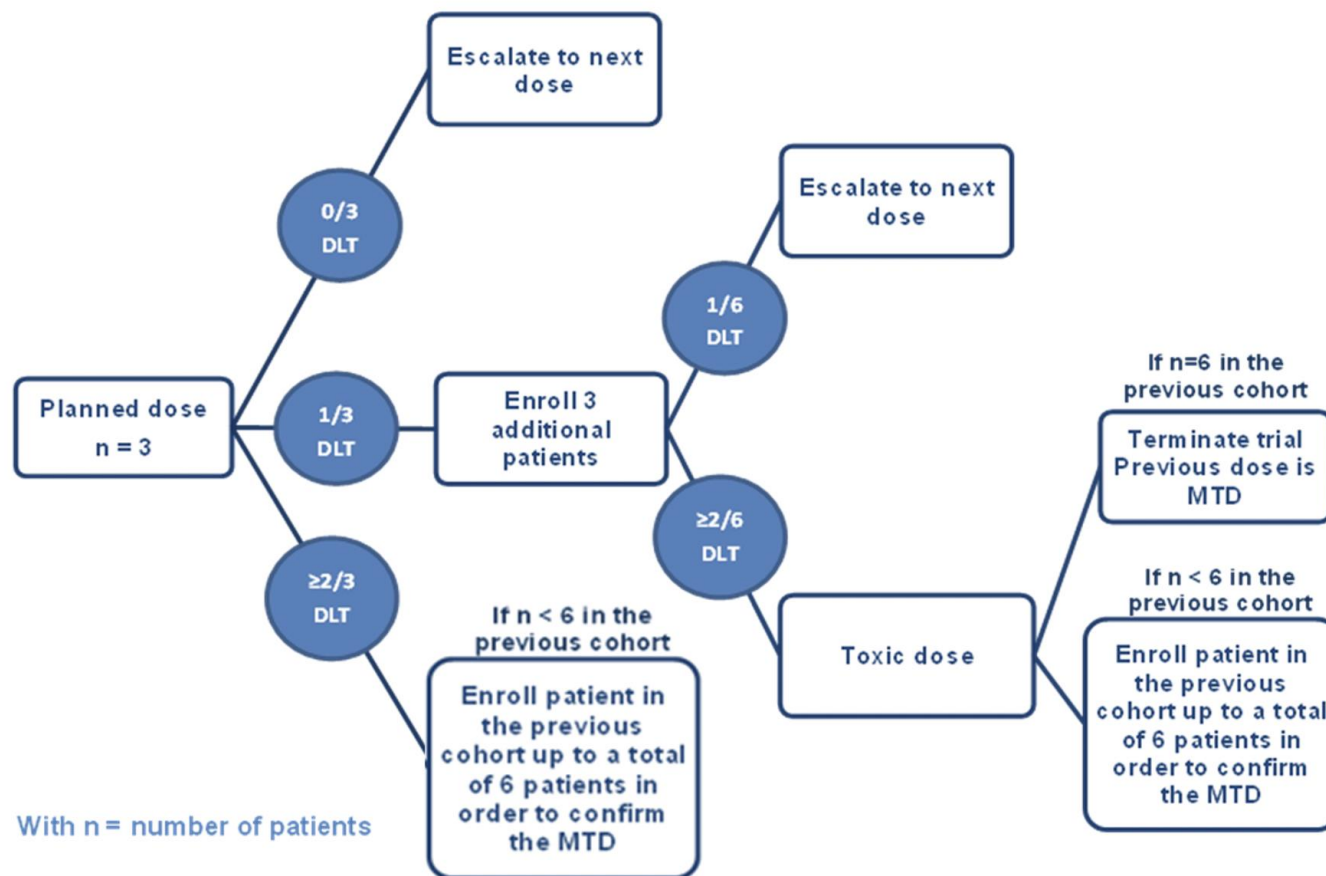 Escalate to next
dose
0/3
DLT
Escalate to next
dose
1/6
DLT
Planned dose
n = 3
1/3
DLT
Enroll 3
additional
patients
≥2/6
DLT
If n=6 in the
previous cohort
Terminate trial
Previous dose is
MTD
≥2/3
DLT
If n < 6 in the
previous cohort
Enroll patient in
the previous
cohort up to a total
of 6 patients in
order to confirm
the MTD
Toxic dose
If n < 6 in the
previous cohort
Enroll patient in
the previous
cohort up to a total
of 6 patients in
order to confirm
the MTD
With n = number of patients